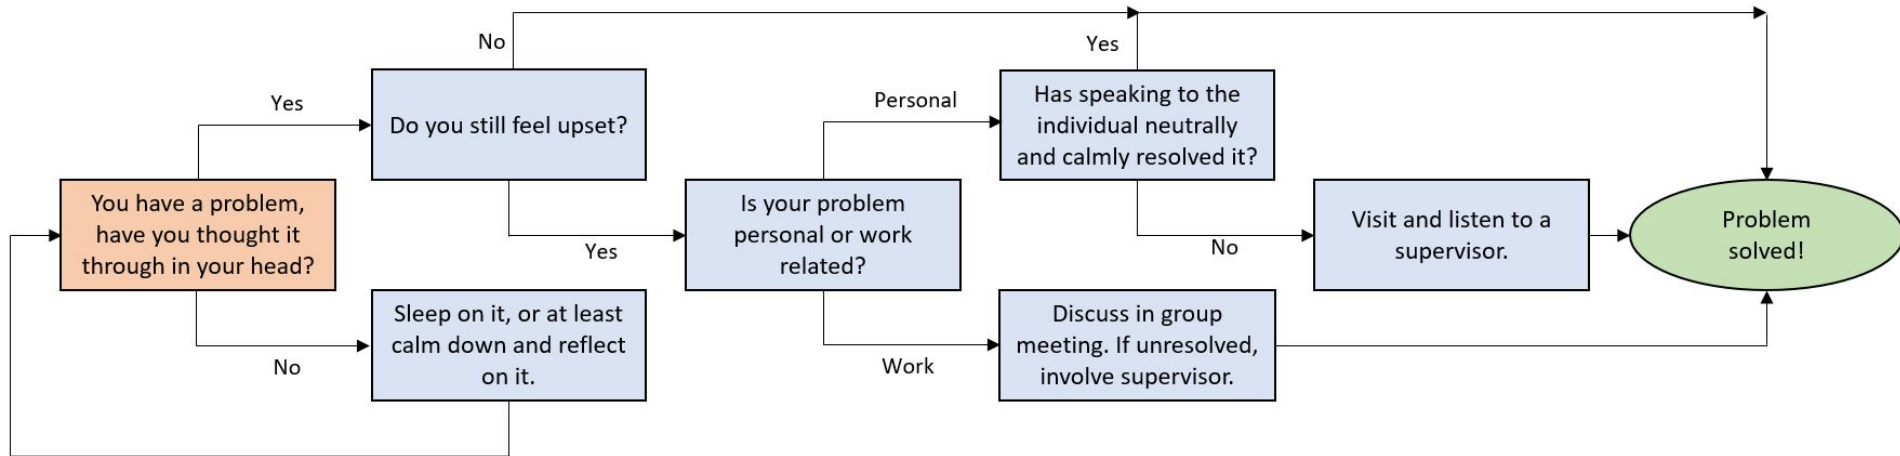 No
Yes
Yes
Do you still feel upset?
Personal
Has speaking to the
individual neutrally
and calmly resolved it?
You have a problem,
have you thought it
through in your head?
Yes
Is your problem
personal or work
related?
No
Visit and listen to a
supervisor.
Problem
solved!
No
Sleep on it, or at least
calm down and reflect
on it.
Work
Discuss in group
meeting. If unresolved,
involve supervisor.